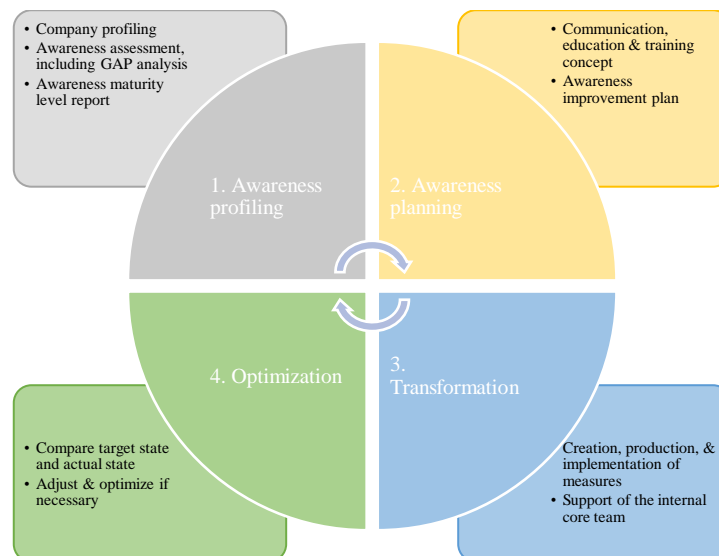 • Company profiling
• Awareness assessment,
including GAP analysis
• Awareness maturity
level report
• Communication,
education & training
concept
• Awareness
improvement plan
1. Awareness
profiling
2. Awareness
planning
4. Optimization
3.
Transformation
• Compare target state
and actual state
• Adjust & optimize if
necessary
Creation, production, &
implementation of
measures
• Support of the internal
core team